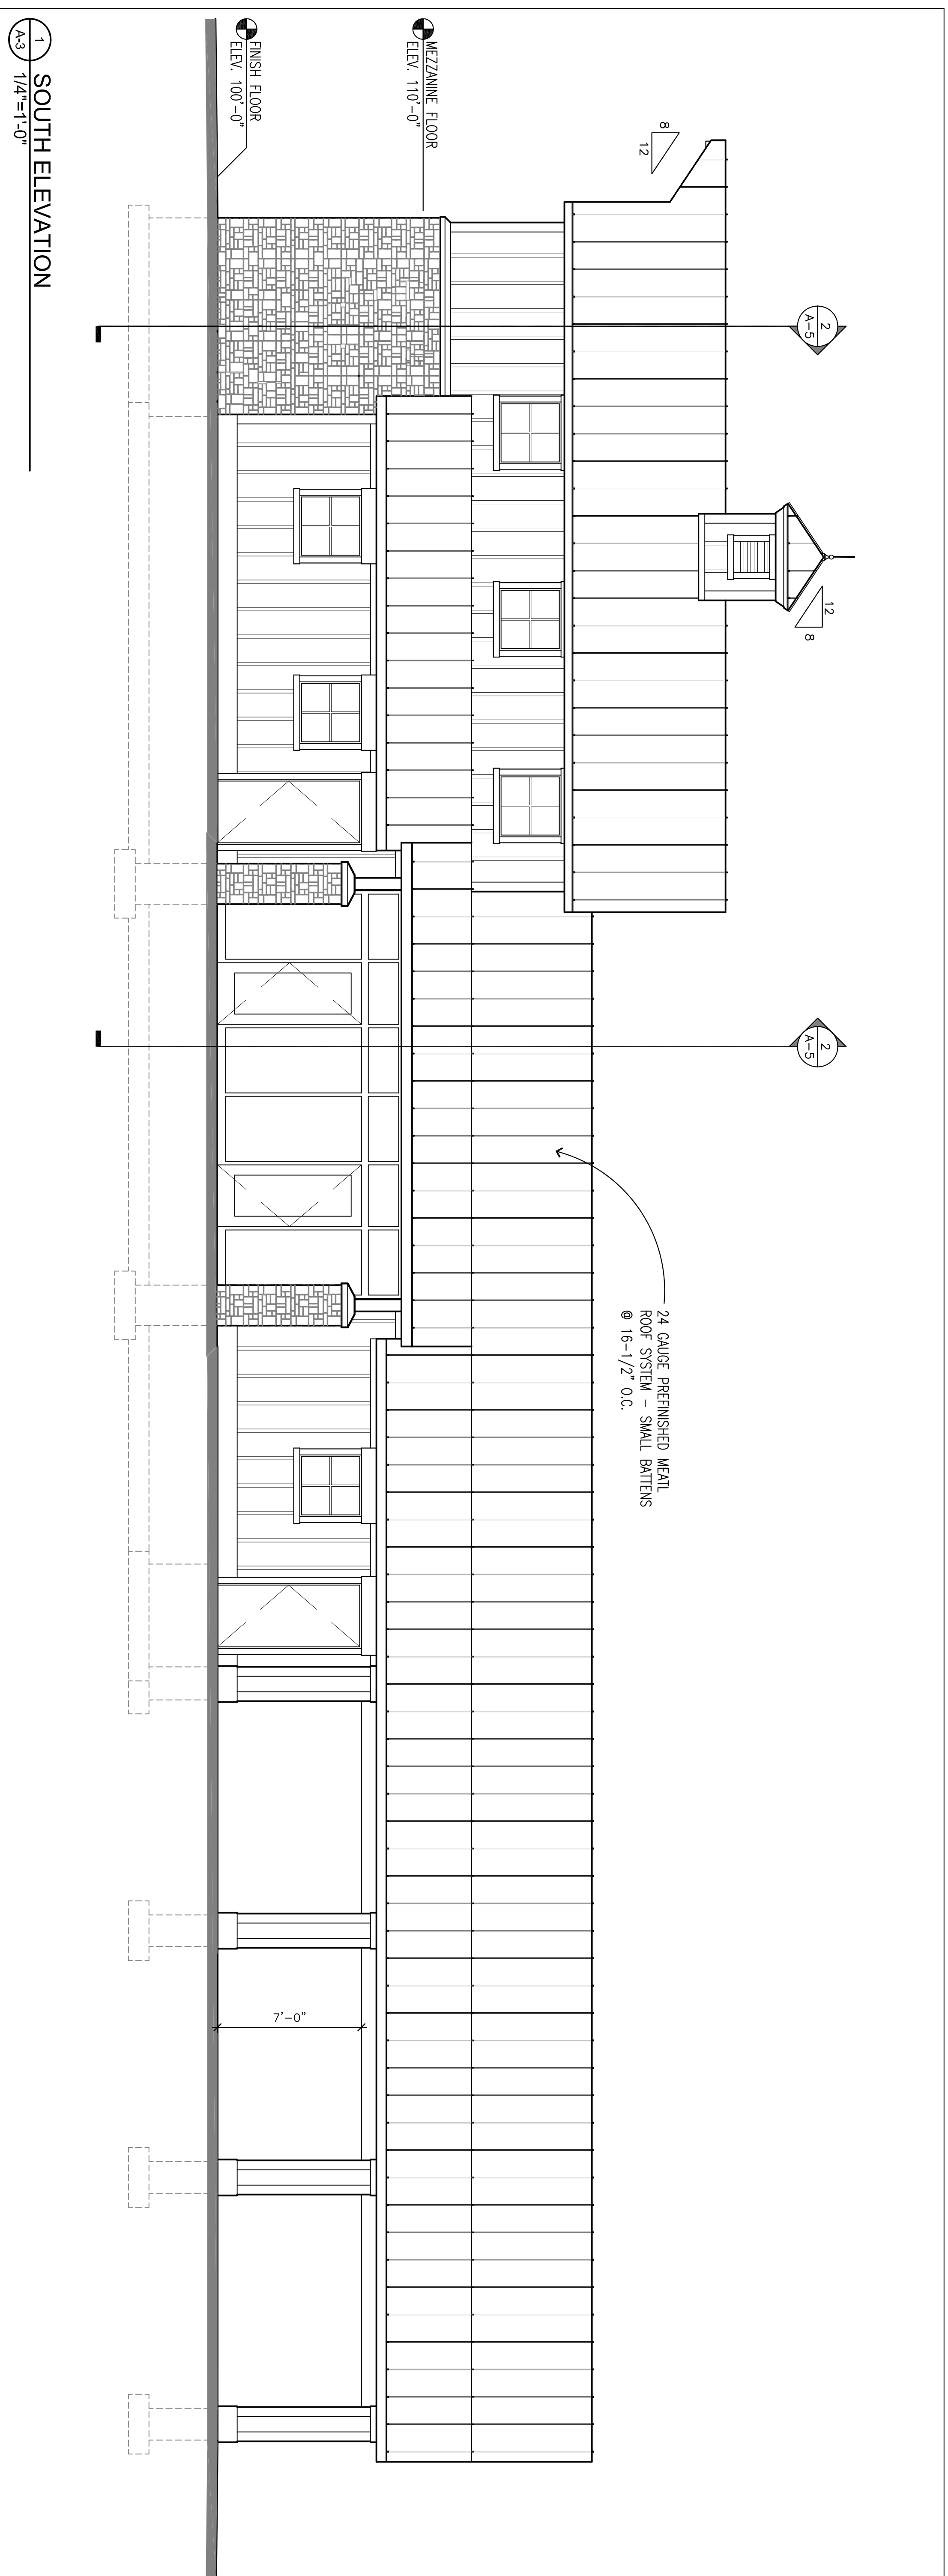 2
A-5
2
A-5
12
8
8
12
24 GAUGE PREFINISHED MEATL
ROOF SYSTEM - SMALL BATTENS
@ 16-1/2" O.C.
MEZZANINE FLOOR
ELEV. 110'-0"
FINISH FLOOR
ELEV. 100'-0"
7'-0"
1
A-3
SOUTH ELEVATION
1/4"=1'-0"